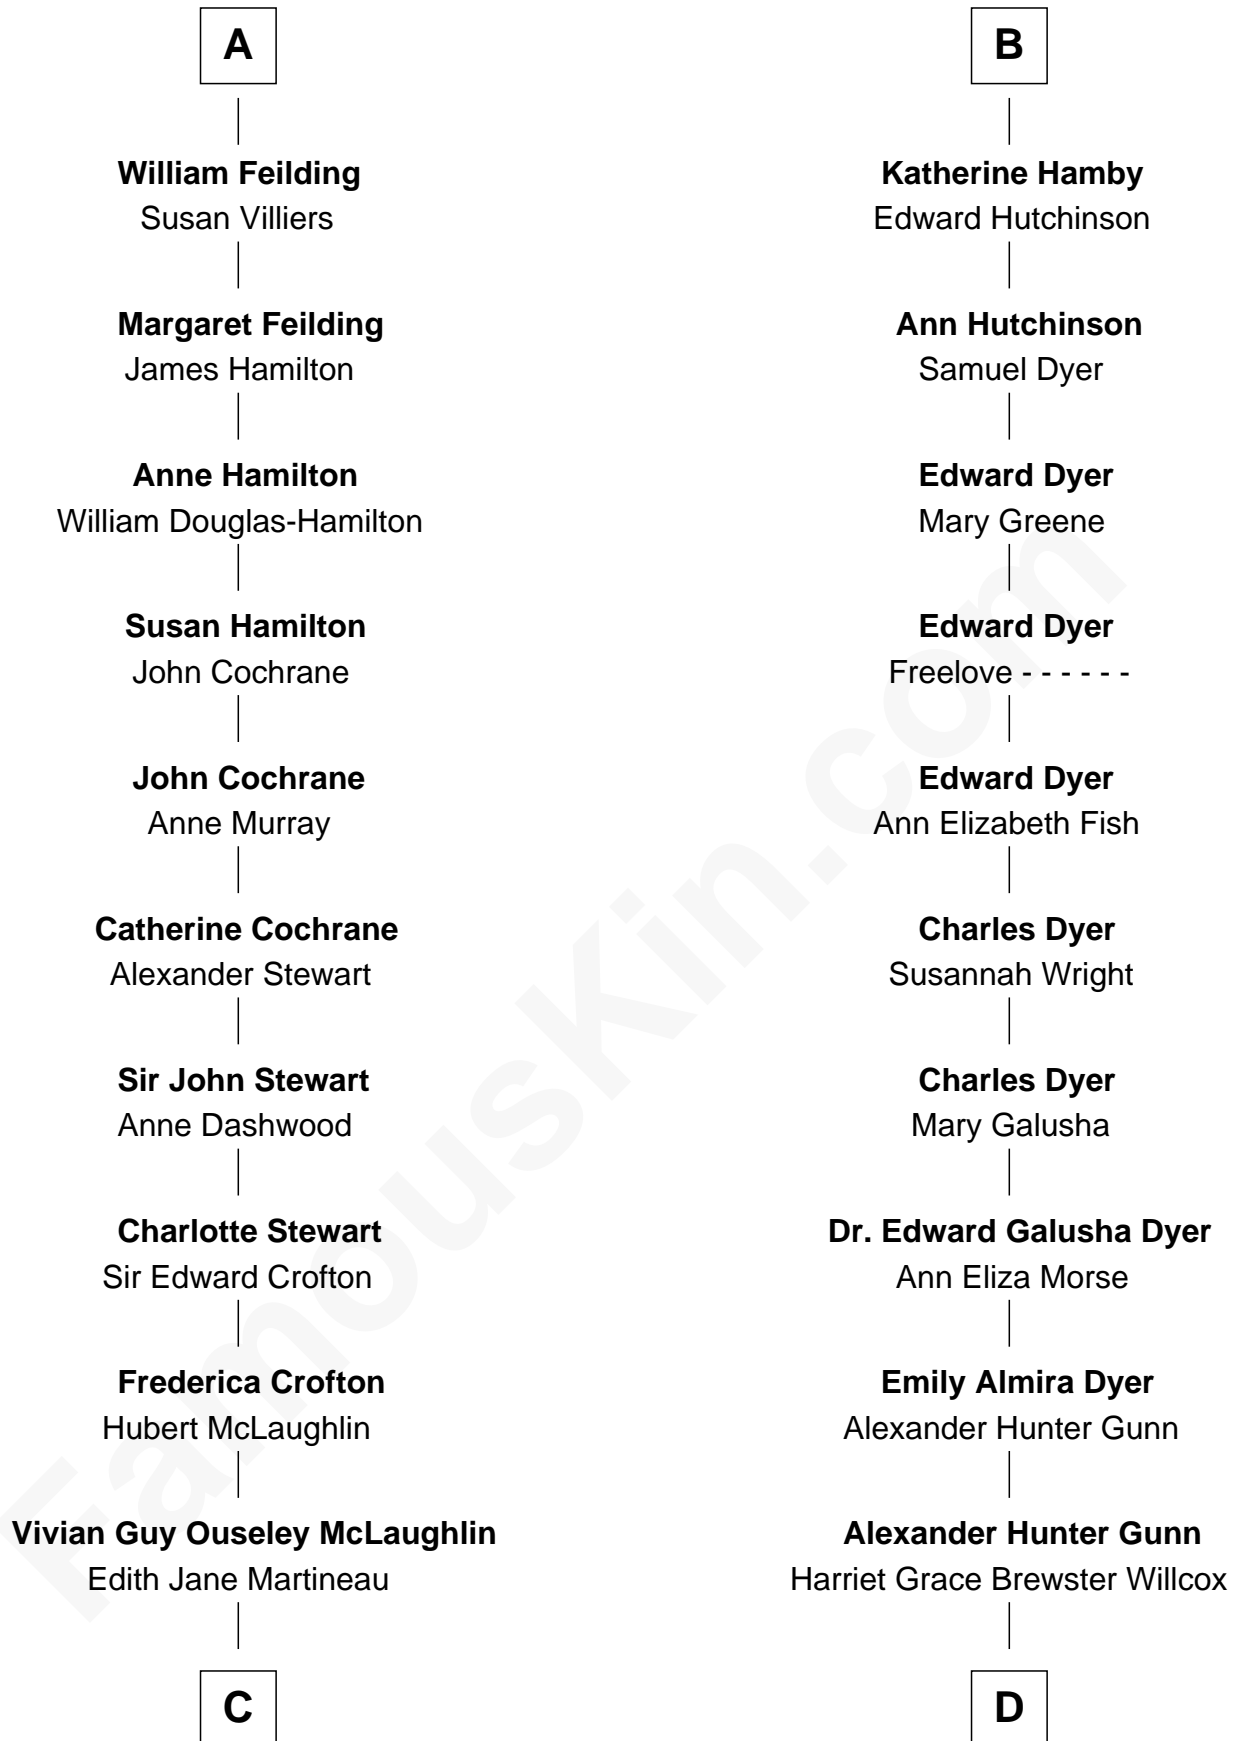 A
William Feilding
Susan Villiers
Margaret Feilding
James Hamilton
Anne Hamilton
William Douglas-Hamilton
Susan Hamilton
John Cochrane
John Cochrane
Anne Murray
Catherine Cochrane
Alexander Stewart
Sir John Stewart
Anne Dashwood
Charlotte Stewart
Sir Edward Crofton
Frederica Crofton
Hubert McLaughlin
Vivian Guy Ouseley McLaughlin
Edith Jane Martineau
C
B
Katherine Hamby
Edward Hutchinson
Ann Hutchinson
Samuel Dyer
Edward Dyer
Mary Greene
Edward Dyer
Freelove - - - - - -
Edward Dyer
Ann Elizabeth Fish
Charles Dyer
Susannah Wright
Charles Dyer
Mary Galusha
Dr. Edward Galusha Dyer
Ann Eliza Morse
Emily Almira Dyer
Alexander Hunter Gunn
Alexander Hunter Gunn
Harriet Grace Brewster Willcox
D
FamousKin.com